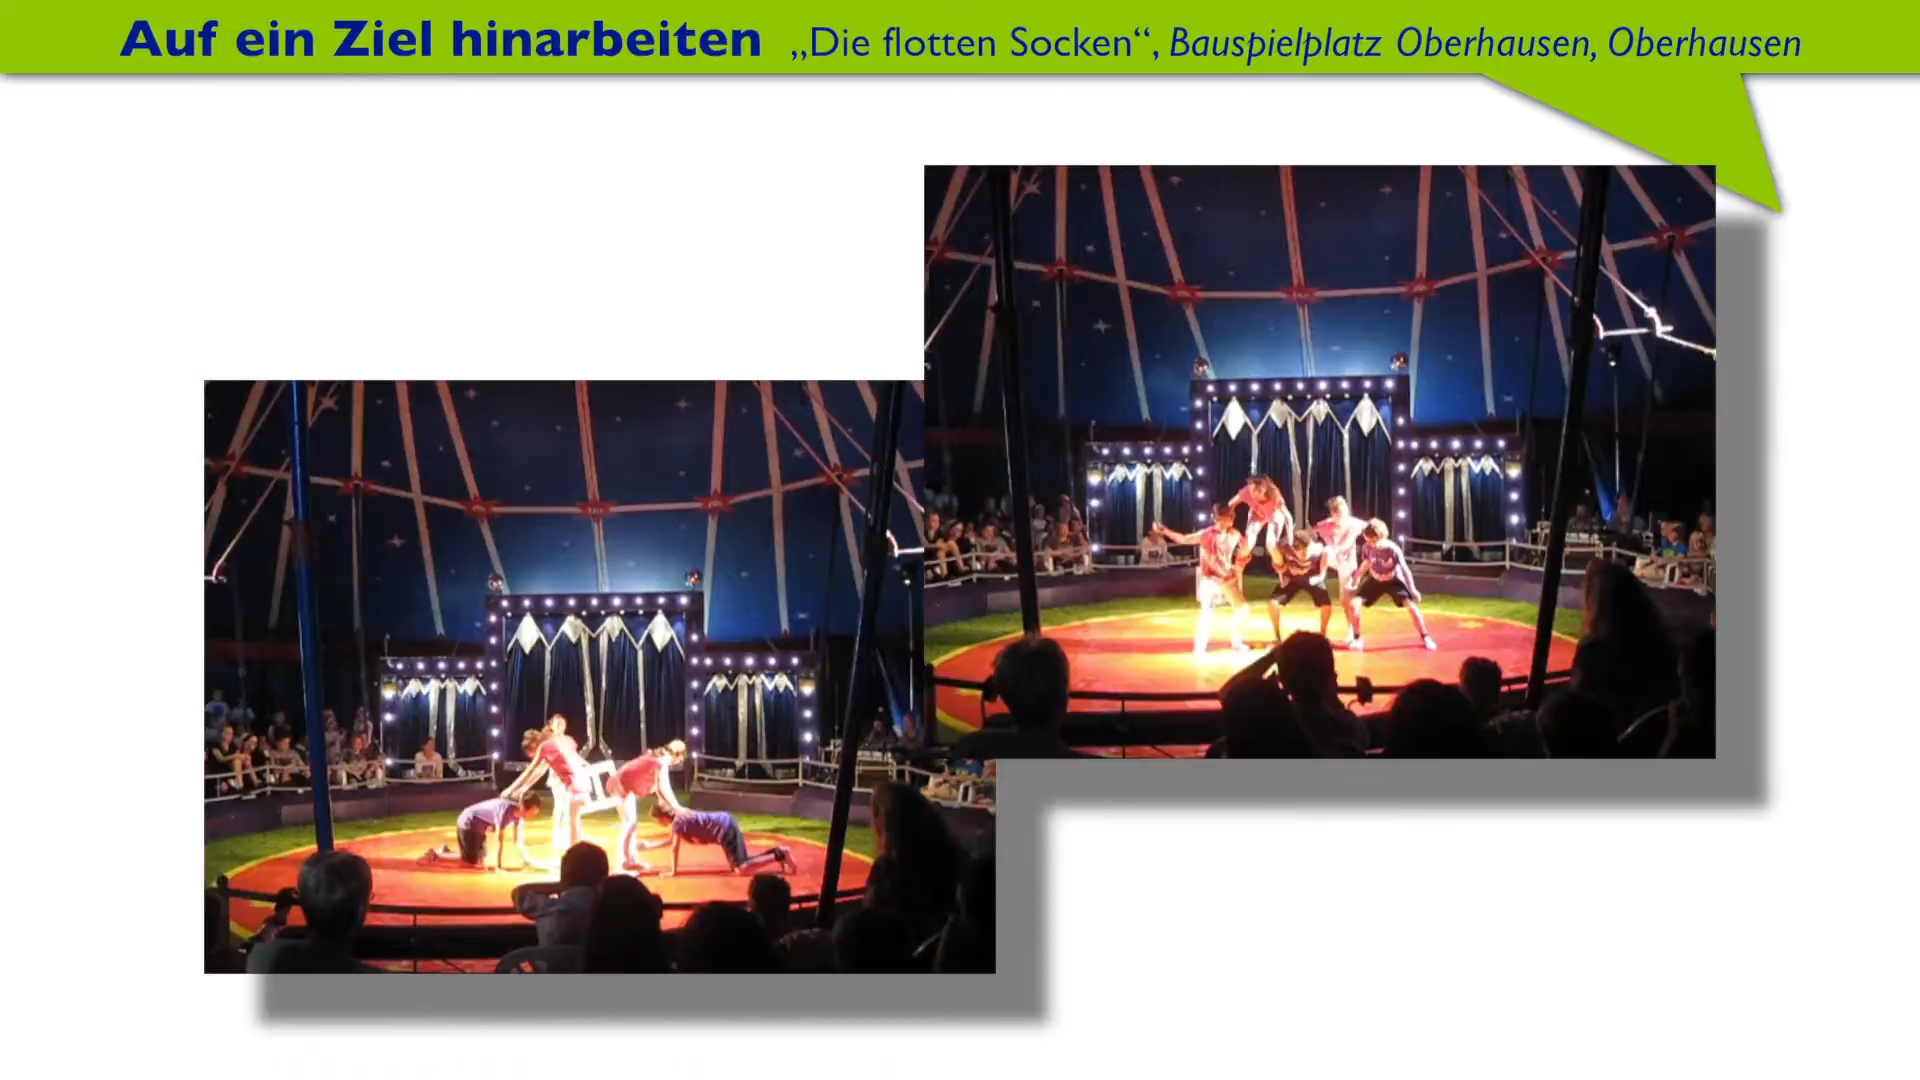 Auf ein Ziel hinarbeiten „Die flotten Socken“, Bauspielplatz Oberhausen, Oberhausen